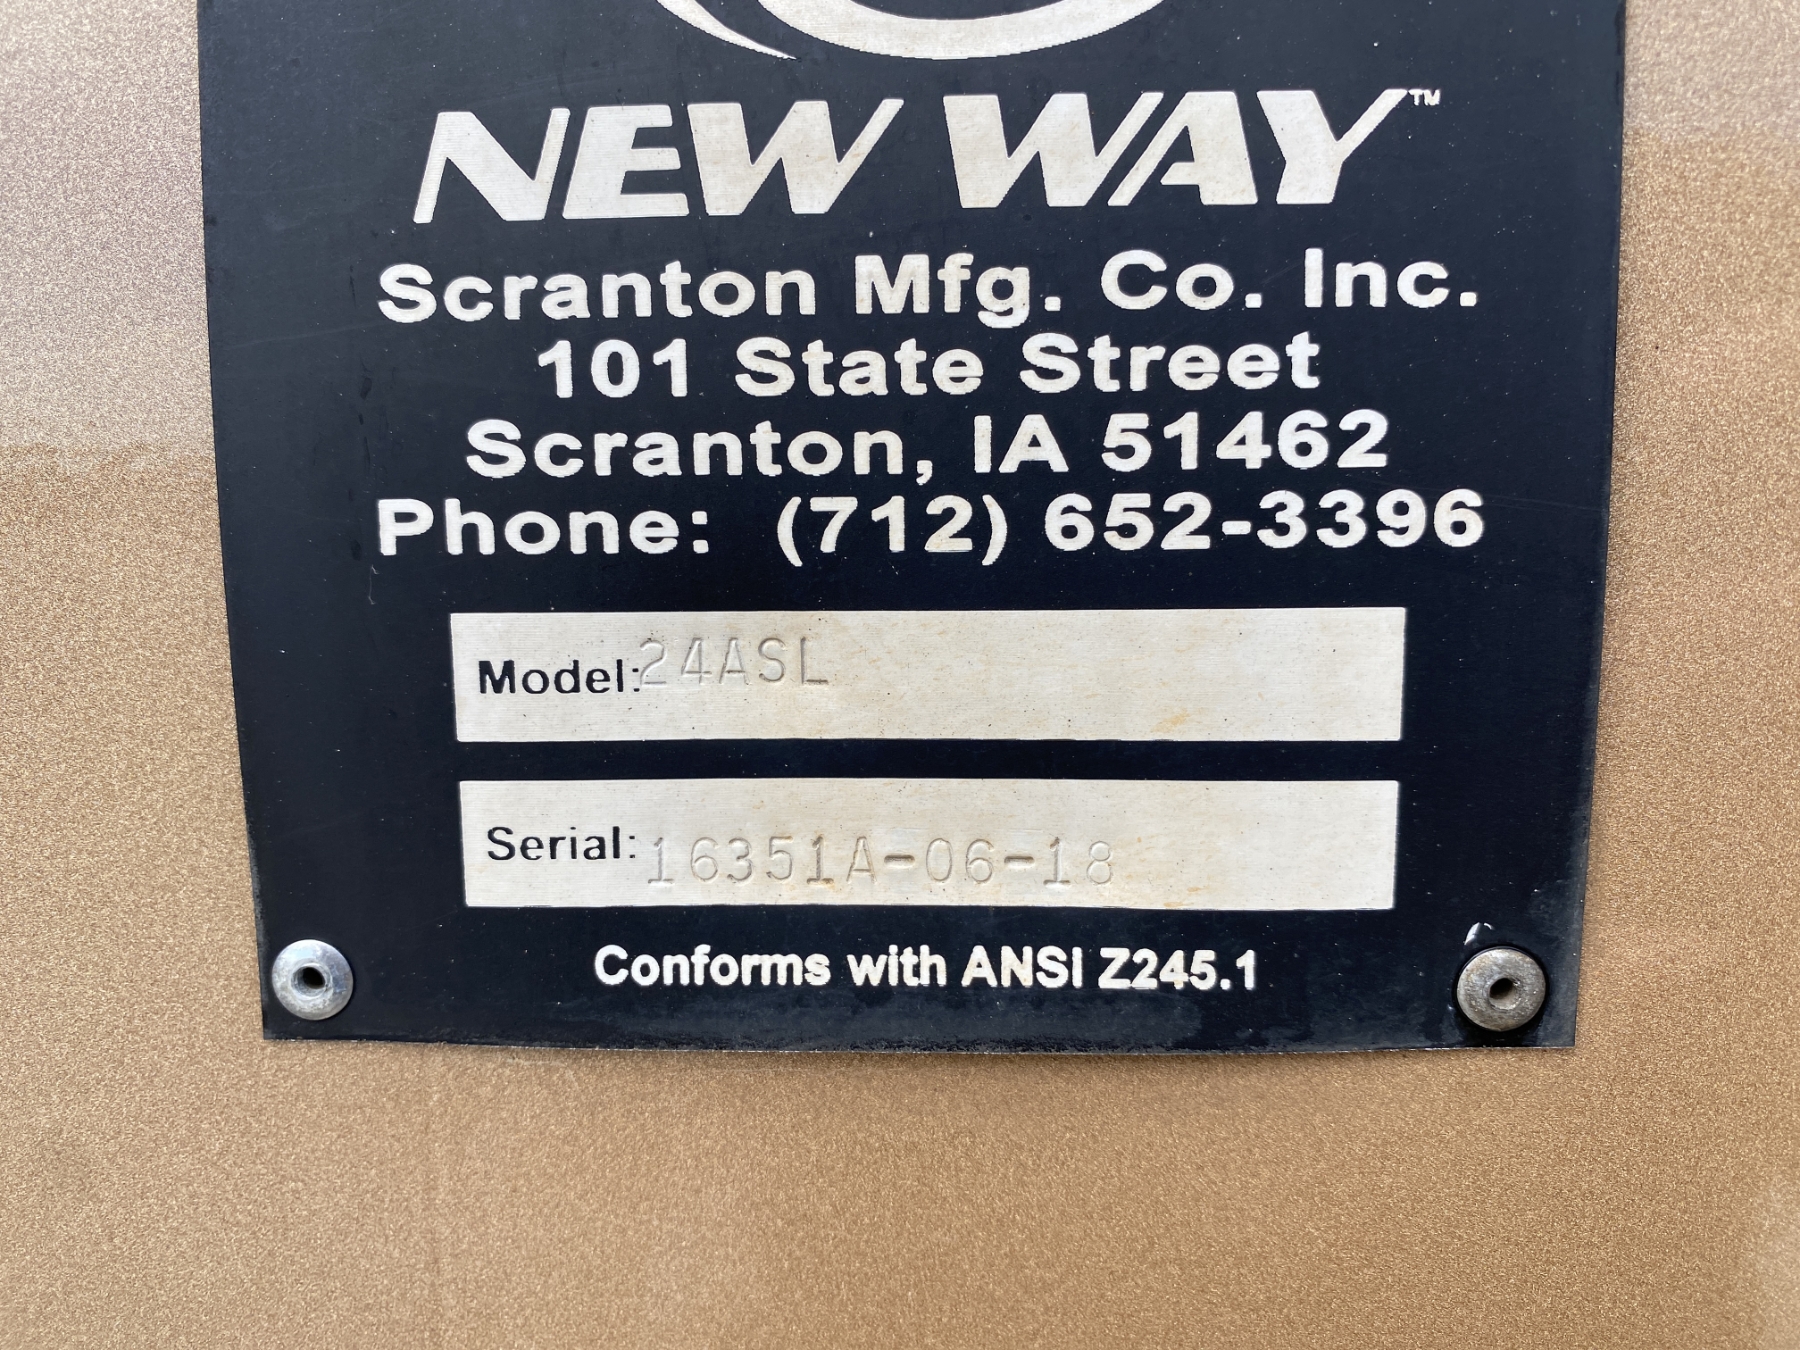 NEW WAY™
Scranton Mfg. Co. Inc.
101 State Street
Scranton, IA 51462
Phone: (712) 652-3396
Model: 24ASL
Serial: 16351A-06-18
Conforms with ANSI Z245.1